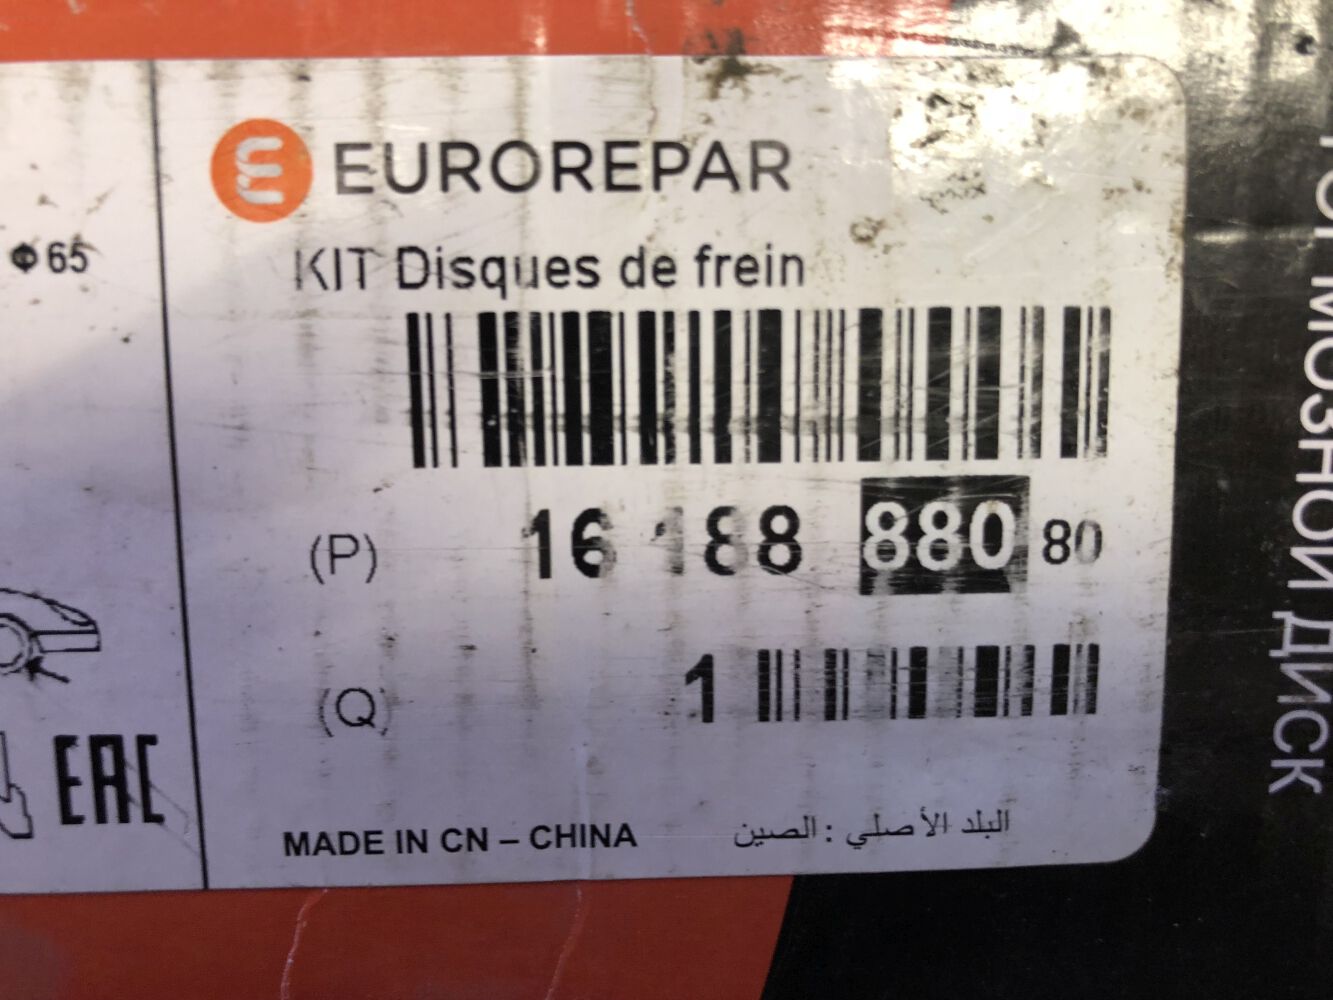 EUROREPAR
KIT Disques de frein
Φ 65
(P) 16 188 880 80
(Q) 1
EAC
MADE IN CN – CHINA
البلد الأصلي : الصين
ТОРМОЗНОЙ ДИСК